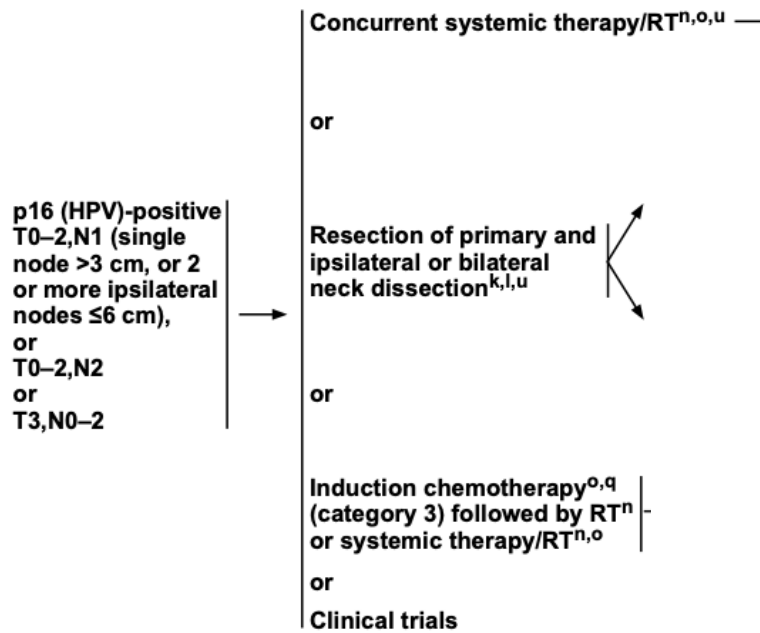 p16 (HPV)-positive
T0–2,N1 (single
node >3 cm, or 2
or more ipsilateral
nodes ≤6 cm),
or
T0–2,N2
or
T3,N0–2
Concurrent systemic therapy/RTn,o,u
or
Resection of primary and
ipsilateral or bilateral
neck dissectionk,l,u
or
Induction chemotherapyo,q
(category 3) followed by RTn
or systemic therapy/RTn,o
or
Clinical trials